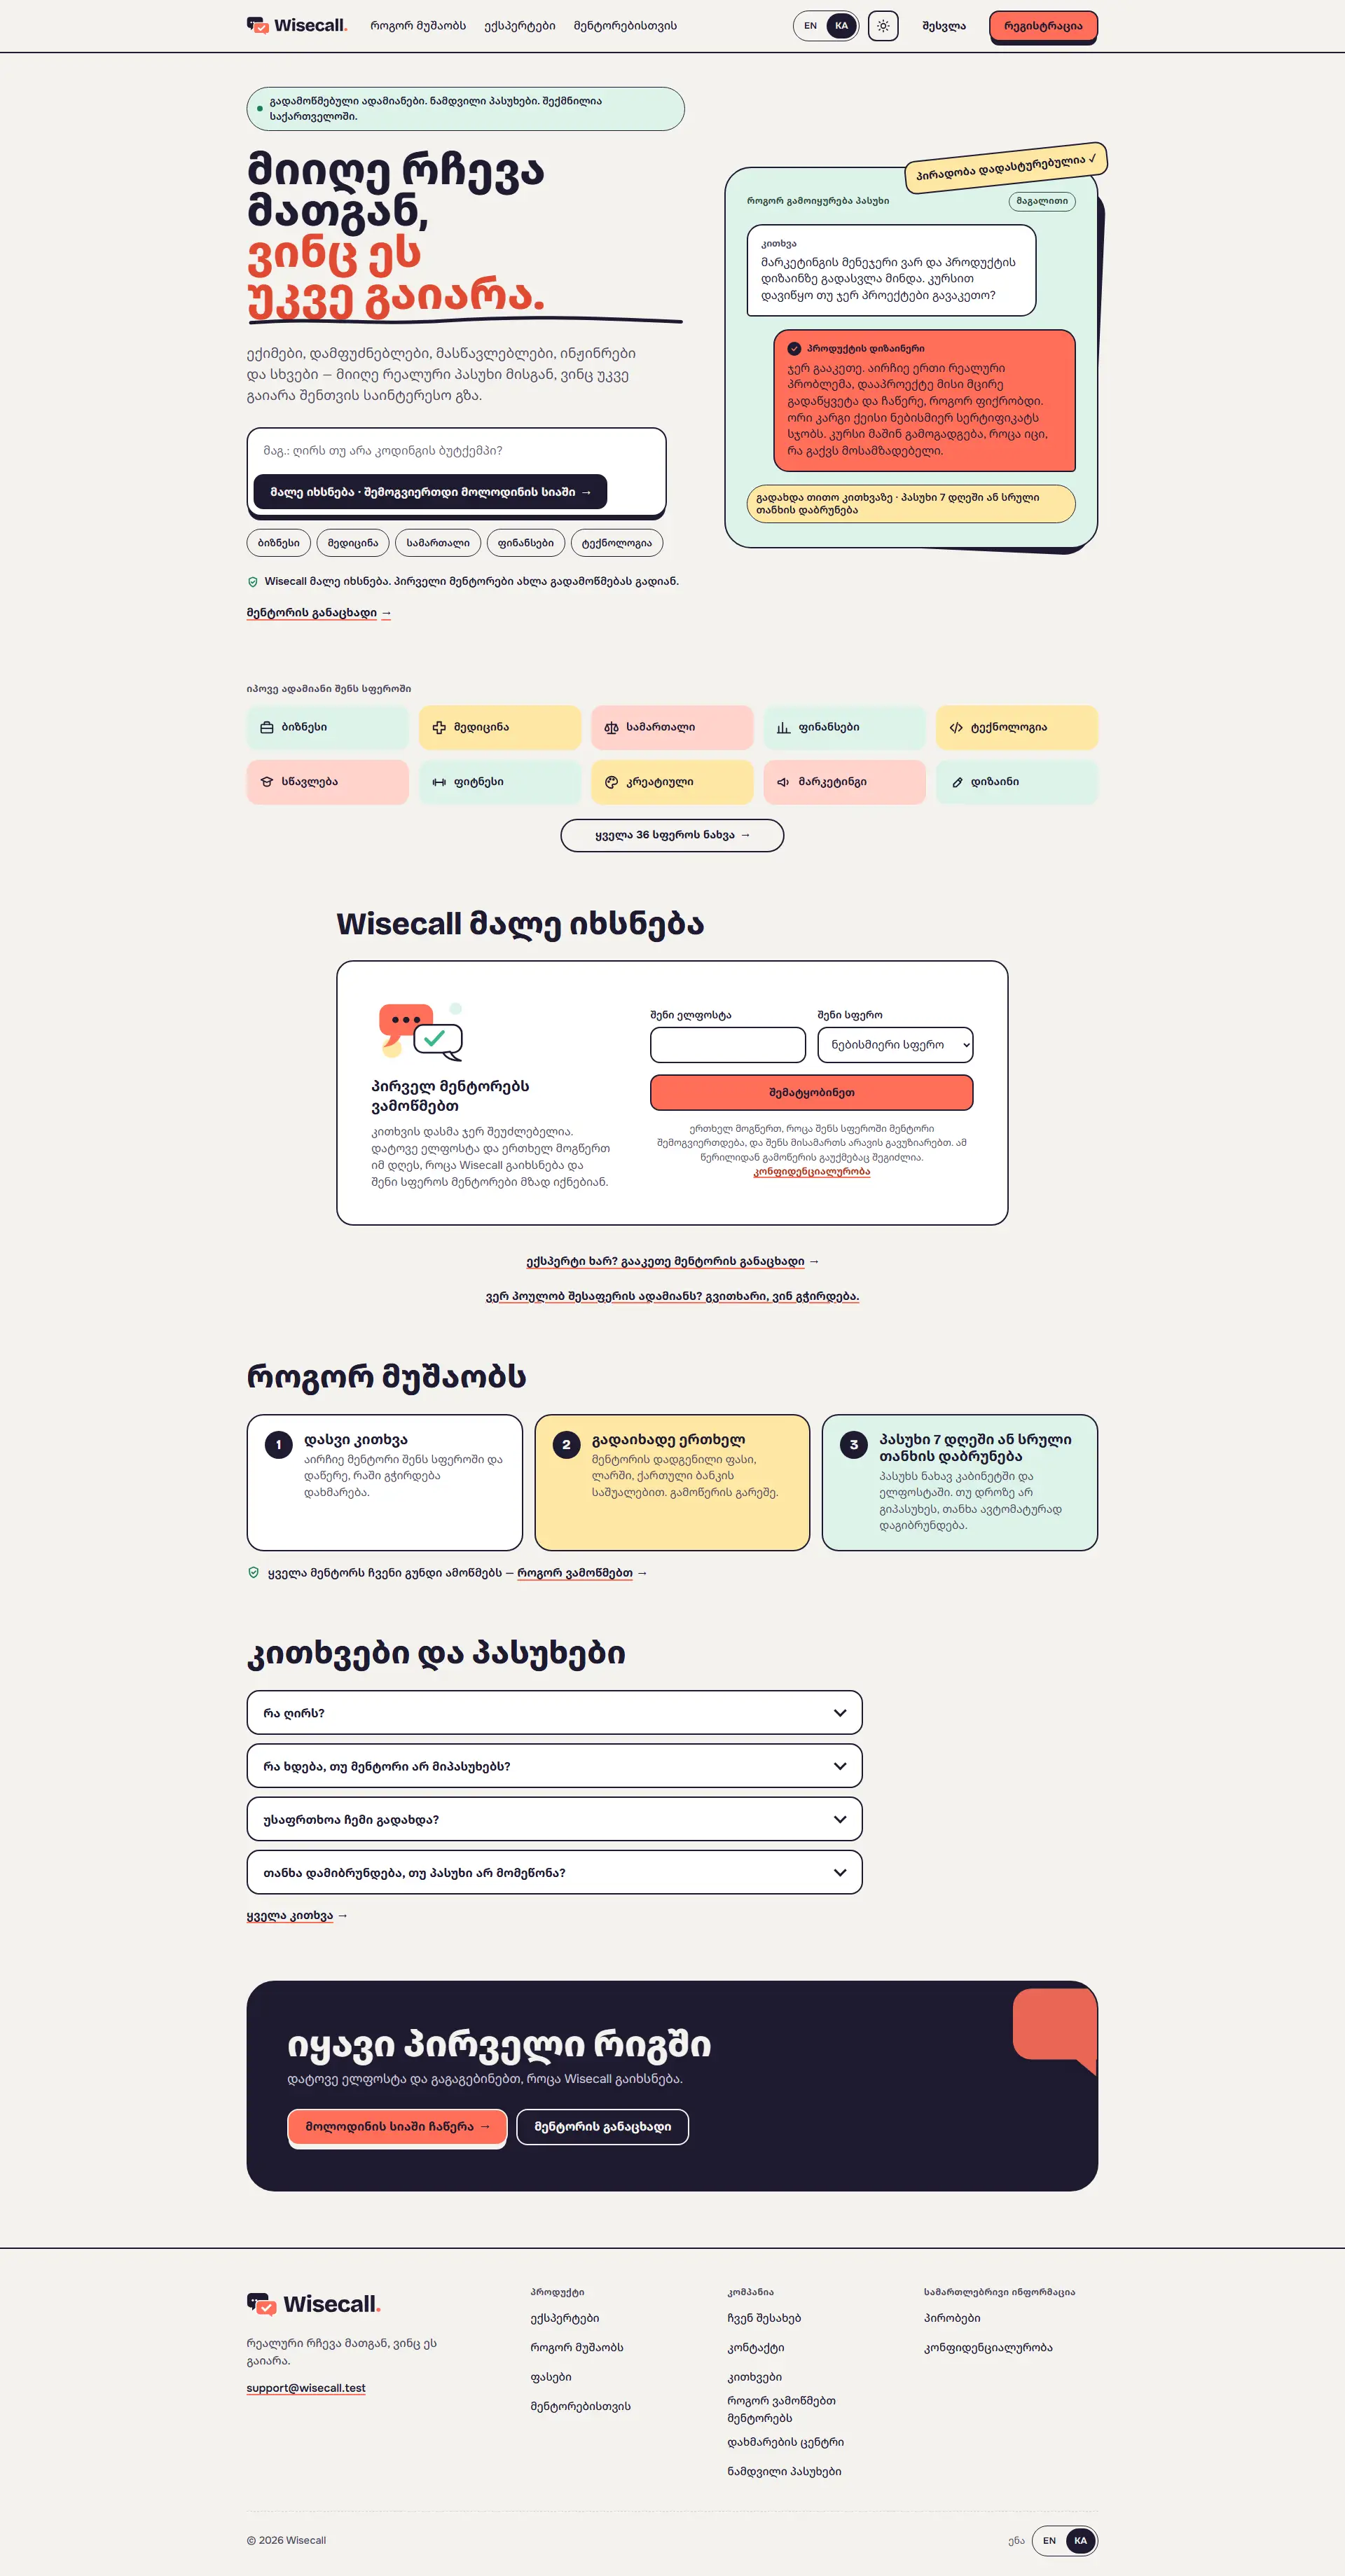 Wisecall.
როგორ მუშაობს
ექსპერტები
მენტორებისთვის
EN
KA
შესვლა
რეგისტრაცია
გადამოწმებული ადამიანები. ნამდვილი პასუხები. შექმნილია
საქართველოში.
მიიღე რჩევა
მათგან,
ვინც ეს
უკვე გაიარა.
ექიმები, დამფუძნებლები, მასწავლებლები, ინჟინრები
და სხვები – მიიღე რეალური პასუხი მისგან, ვინც უკვე
გაიარა შენთვის საინტერესო გზა.
მაგ.: ღირს თუ არა კოდინგის ბუტქემპი?
მალე იხსნება · შემოგვიერთდი მოლოდინის სიაში →
ბიზნესი
მედიცინა
სამართალი
ფინანსები
ტექნოლოგია
Wisecall მალე იხსნება. პირველი მენტორები ახლა გადამოწმებას გადიან.
მენტორის განაცხადი →
პირადობა დადასტურებულია ✓
როგორ გამოიყურება პასუხი
მაგალითი
კითხვა
მარკეტინგის მენეჯერი ვარ და პროდუქტის
დიზაინზე გადასვლა მინდა. კურსით
დავიწყო თუ ჯერ პროექტები გავაკეთო?
პროდუქტის დიზაინერი
ჯერ გააკეთე. აირჩიე ერთი რეალური
პრობლემა, დააპროექტე მისი მცირე
გადაწყვეტა და ჩაწერე, როგორ ფიქრობდი.
ორი კარგი ქეისი ნებისმიერ სერტიფიკატს
სჯობს. კურსი მაშინ გამოგადგება, როცა იცი,
რა გაქვს მოსამზადებელი.
გადახდა თითო კითხვაზე · პასუხი 7 დღეში ან სრული
თანხის დაბრუნება
იპოვე ადამიანი შენს სფეროში
ბიზნესი
მედიცინა
სამართალი
ფინანსები
ტექნოლოგია
სწავლება
ფიტნესი
კრეატიული
მარკეტინგი
დიზაინი
ყველა 36 სფეროს ნახვა →
Wisecall მალე იხსნება
პირველ მენტორებს
ვამოწმებთ
კითხვის დასმა ჯერ შეუძლებელია.
დატოვე ელფოსტა და ერთხელ მოგწერთ
იმ დღეს, როცა Wisecall გაიხსნება და
შენი სფეროს მენტორები მზად იქნებიან.
შენი ელფოსტა
შენი სფერო
ნებისმიერი სფერო
შემატყობინეთ
ერთხელ მოგწერთ, როცა შენს სფეროში მენტორი
შემოგვიერთდება, და შენს მისამართს არავის გავუზიარებთ. ამ
წერილიდან გამოწერის გაუქმებაც შეგიძლია.
კონფიდენციალურობა
ექსპერტი ხარ? გააკეთე მენტორის განაცხადი →
ვერ პოულობ შესაფერის ადამიანს? გვითხარი, ვინ გჭირდება.
როგორ მუშაობს
1
დასვი კითხვა
აირჩიე მენტორი შენს სფეროში და
დაწერე, რაში გჭირდება
დახმარება.
2
გადაიხადე ერთხელ
მენტორის დადგენილი ფასი,
ლარში, ქართული ბანკის
საშუალებით. გამოწერის გარეშე.
3
პასუხი 7 დღეში ან სრული
თანხის დაბრუნება
პასუხს ნახავ კაბინეტში და
ელფოსტაში. თუ დროზე არ
გიპასუხეს, თანხა ავტომატურად
დაგიბრუნდება.
ყველა მენტორს ჩვენი გუნდი ამოწმებს – როგორ ვამოწმებთ →
კითხვები და პასუხები
რა ღირს?
რა ხდება, თუ მენტორი არ მიპასუხებს?
უსაფრთხოა ჩემი გადახდა?
თანხა დამიბრუნდება, თუ პასუხი არ მომეწონა?
ყველა კითხვა →
იყავი პირველი რიგში
დატოვე ელფოსტა და გაგაგებინებთ, როცა Wisecall გაიხსნება.
მოლოდინის სიაში ჩაწერა →
მენტორის განაცხადი
Wisecall.
რეალური რჩევა მათგან, ვინც ეს
გაიარა.
support@wisecall.test
პროდუქტი
ექსპერტები
როგორ მუშაობს
ფასები
მენტორებისთვის
კომპანია
ჩვენ შესახებ
კონტაქტი
კითხვები
როგორ ვამოწმებთ
მენტორებს
დახმარების ცენტრი
ნამდვილი პასუხები
სამართლებრივი ინფორმაცია
პირობები
კონფიდენციალურობა
© 2026 Wisecall
ენა
EN
KA